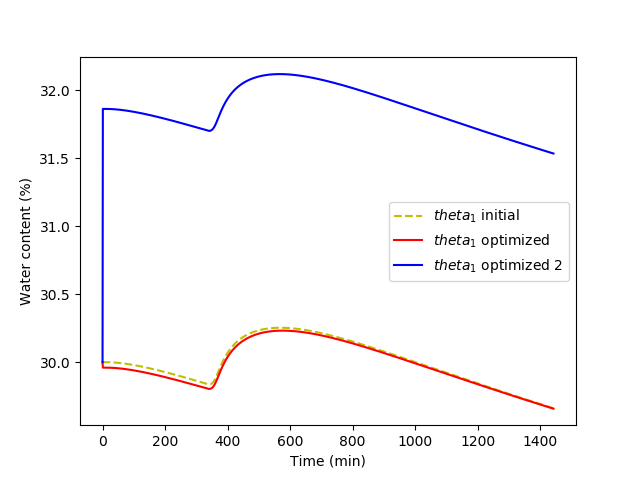 32.0
31.5
31.0
30.5
30.0
Water content (%)
theta1 initial
theta1 optimized
theta1 optimized 2
0 200 400 600 800 1000 1200 1400
Time (min)